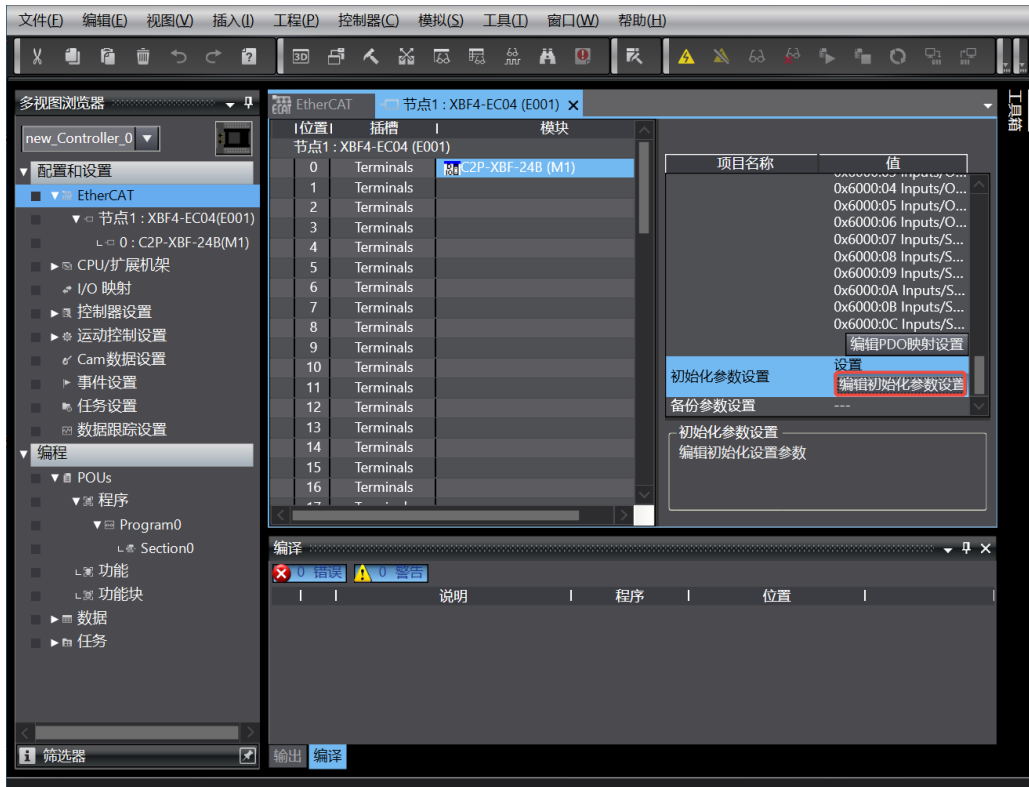 文件(F) 编辑(E) 视图(V) 插入(I) 工程(P) 控制器(C) 模拟(S) 工具(T) 窗口(W) 帮助(H)
多视图浏览器
new_Controller_0
配置和设置
EtherCAT
节点1 : XBF4-EC04(E001)
0 : C2P-XBF-24B(M1)
CPU/扩展机架
I/O 映射
控制器设置
运动控制设置
Cam数据设置
事件设置
任务设置
数据跟踪设置
编程
POUs
程序
Program0
Section0
功能
功能块
数据
任务
筛选器
EtherCAT 节点1 : XBF4-EC04 (E001)
位置 插槽 模块
节点1 : XBF4-EC04 (E001)
0 Terminals C2P-XBF-24B (M1)
1 Terminals
2 Terminals
3 Terminals
4 Terminals
5 Terminals
6 Terminals
7 Terminals
8 Terminals
9 Terminals
10 Terminals
11 Terminals
12 Terminals
13 Terminals
14 Terminals
15 Terminals
16 Terminals
项目名称 值
0x6000:04 Inputs/O...
0x6000:05 Inputs/O...
0x6000:06 Inputs/O...
0x6000:07 Inputs/S...
0x6000:08 Inputs/S...
0x6000:09 Inputs/S...
0x6000:0A Inputs/S...
0x6000:0B Inputs/S...
0x6000:0C Inputs/S...
编辑PDO映射设置
初始化参数设置 设置
编辑初始化参数设置
备份参数设置 ---
初始化参数设置
编辑初始化设置参数
工具箱
编译
0 错误 0 警告
说明 程序 位置
输出 编译